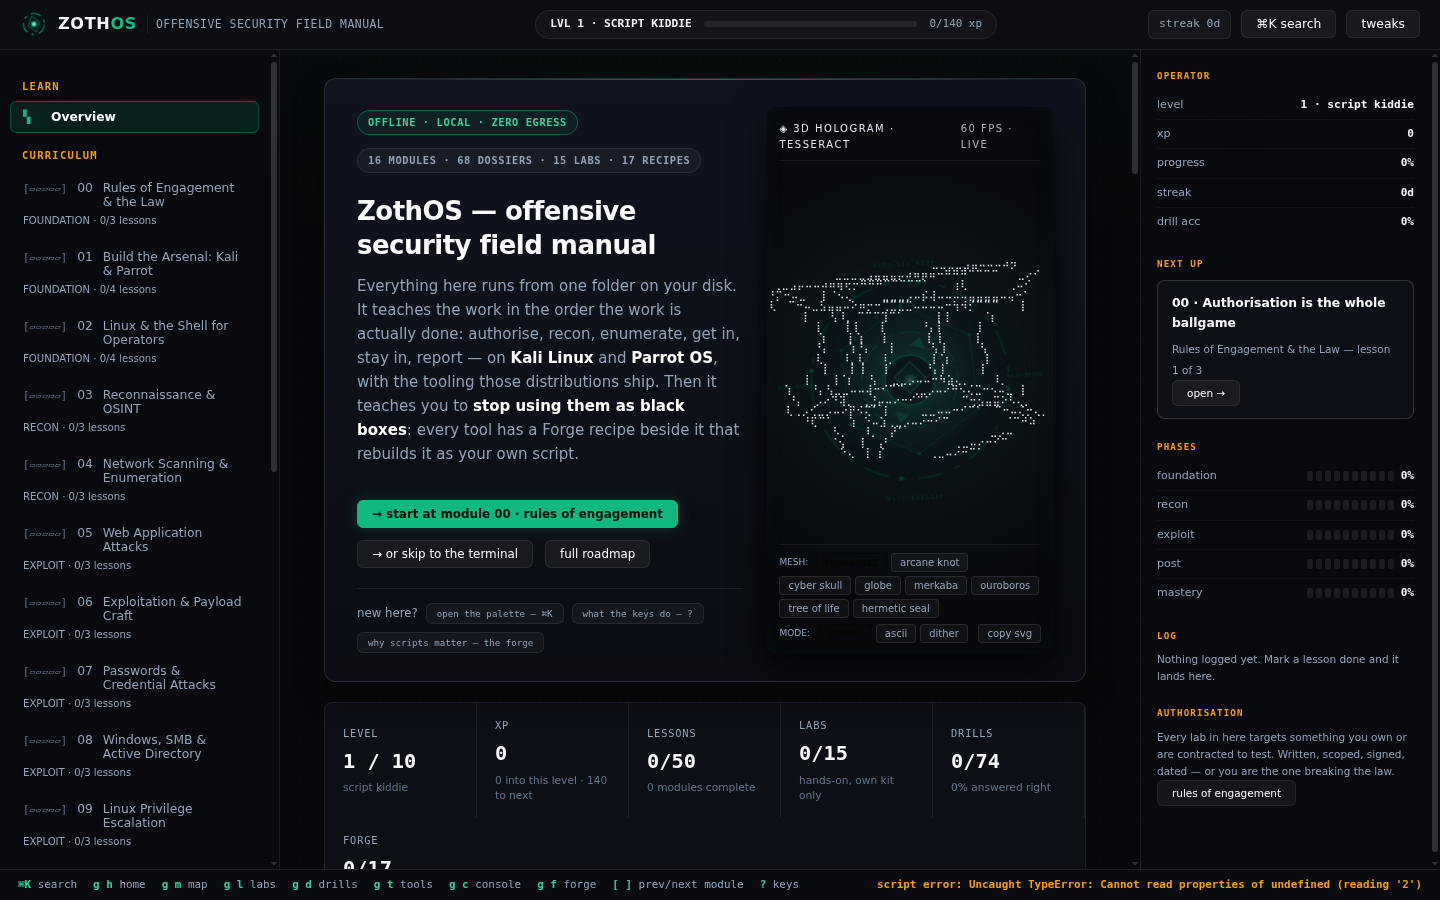 ZOTHOS
OFFENSIVE SECURITY FIELD MANUAL
LVL 1 · SCRIPT KIDDIE
0/140 xp
streak 0d
⌘K search
tweaks
LEARN
Overview
CURRICULUM
00 Rules of Engagement
& the Law
FOUNDATION · 0/3 lessons
01 Build the Arsenal: Kali
& Parrot
FOUNDATION · 0/4 lessons
02 Linux & the Shell for
Operators
FOUNDATION · 0/4 lessons
03 Reconnaissance &
OSINT
RECON · 0/3 lessons
04 Network Scanning &
Enumeration
RECON · 0/3 lessons
05 Web Application
Attacks
EXPLOIT · 0/3 lessons
06 Exploitation & Payload
Craft
EXPLOIT · 0/3 lessons
07 Passwords &
Credential Attacks
EXPLOIT · 0/3 lessons
08 Windows, SMB &
Active Directory
EXPLOIT · 0/3 lessons
09 Linux Privilege
Escalation
EXPLOIT · 0/3 lessons
OFFLINE · LOCAL · ZERO EGRESS
16 MODULES · 68 DOSSIERS · 15 LABS · 17 RECIPES
ZothOS — offensive
security field manual
Everything here runs from one folder on your disk.
It teaches the work in the order the work is
actually done: authorise, recon, enumerate, get in,
stay in, report — on Kali Linux and Parrot OS,
with the tooling those distributions ship. Then it
teaches you to stop using them as black
boxes: every tool has a Forge recipe beside it that
rebuilds it as your own script.
→ start at module 00 · rules of engagement
→ or skip to the terminal
full roadmap
new here?
open the palette — ⌘K
what the keys do — ?
why scripts matter — the forge
◈ 3D HOLOGRAM ·
TESSERACT
60 FPS ·
LIVE
MESH:
arcane knot
cyber skull
globe
merkaba
ouroboros
tree of life
hermetic seal
MODE:
ascii
dither
copy svg
LEVEL
1 / 10
script kiddie
XP
0
0 into this level · 140
to next
LESSONS
0/50
0 modules complete
LABS
0/15
hands-on, own kit
only
DRILLS
0/74
0% answered right
FORGE
0/17
OPERATOR
level 1 · script kiddie
xp 0
progress 0%
streak 0d
drill acc 0%
NEXT UP
00 · Authorisation is the whole
ballgame
Rules of Engagement & the Law — lesson
1 of 3
open →
PHASES
foundation 0%
recon 0%
exploit 0%
post 0%
mastery 0%
LOG
Nothing logged yet. Mark a lesson done and it
lands here.
AUTHORISATION
Every lab in here targets something you own or
are contracted to test. Written, scoped, signed,
dated — or you are the one breaking the law.
rules of engagement
⌘K search g h home g m map g l labs g d drills g t tools g c console g f forge [ ] prev/next module ? keys
script error: Uncaught TypeError: Cannot read properties of undefined (reading '2')